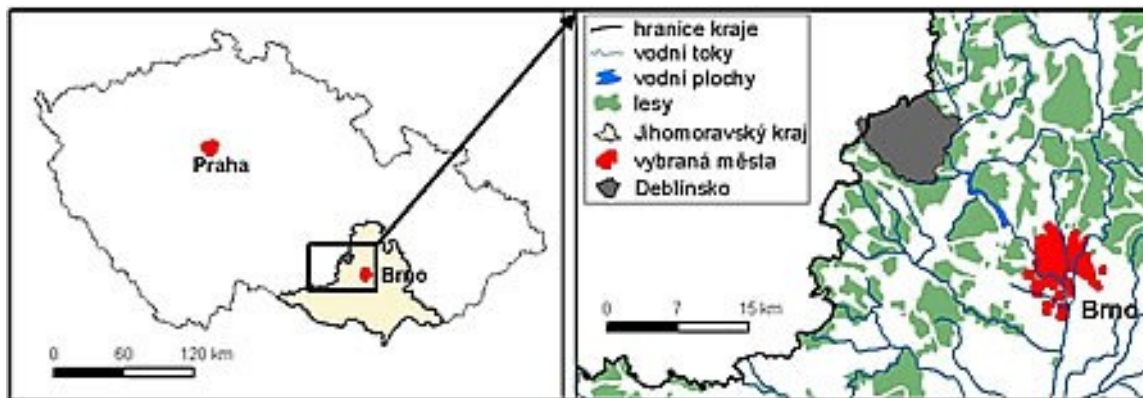 Praha
Brno
0 60 120 km
hranice kraje
vodní toky
vodní plochy
lesy
Jihomoravský kraj
vybraná města
Deblínsko
0 7 15 km
Brno